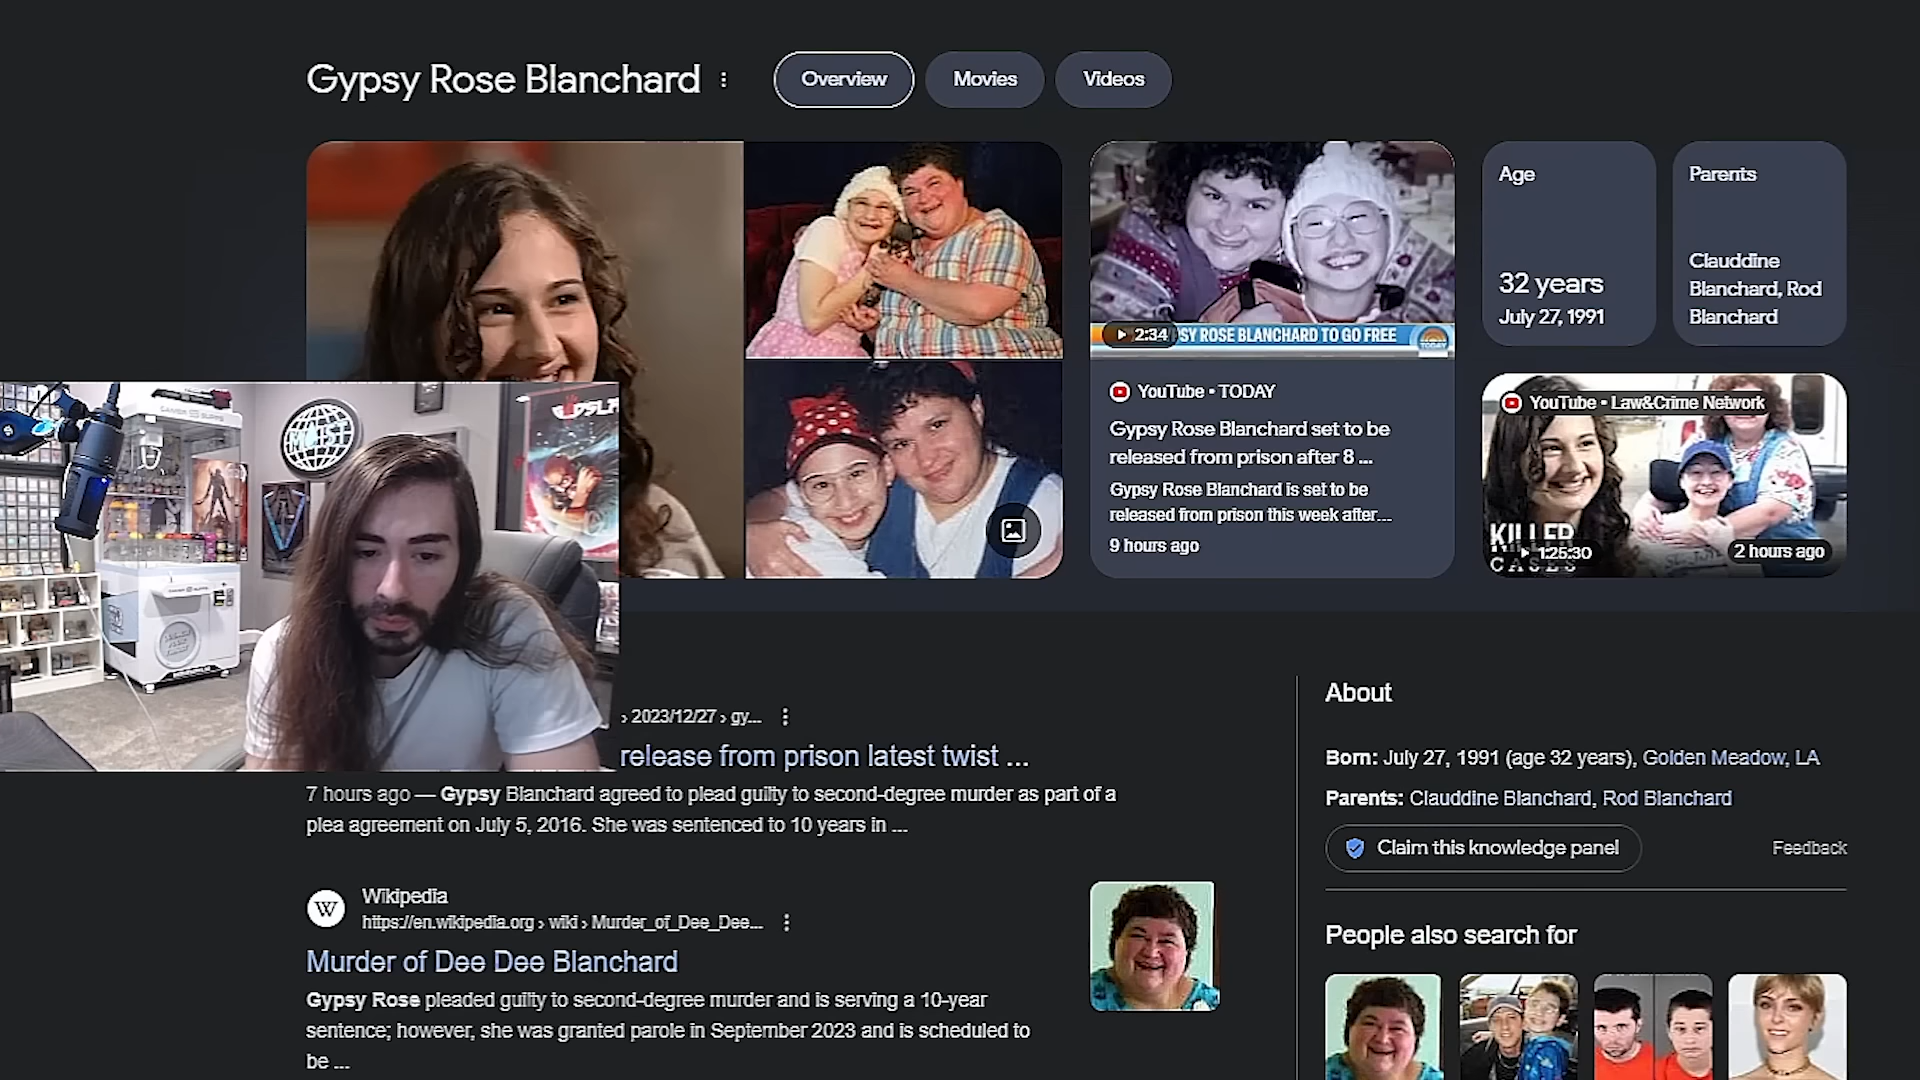 Gypsy Rose Blanchard
Overview
Movies
Videos
2:34
SY ROSE BLANCHARD TO GO FREE
TODAY
YouTube • TODAY
Gypsy Rose Blanchard set to be
released from prison after 8 ...
Gypsy Rose Blanchard is set to be
released from prison this week after...
9 hours ago
Age
32 years
July 27, 1991
Parents
Clauddine
Blanchard, Rod
Blanchard
YouTube • Law&Crime Network
KILLER
CASES
1:25:30
2 hours ago
GAMER SUPPS
MOIST
› 2023/12/27 › gy...
release from prison latest twist ...
7 hours ago — Gypsy Blanchard agreed to plead guilty to second-degree murder as part of a
plea agreement on July 5, 2016. She was sentenced to 10 years in ...
W
Wikipedia
https://en.wikipedia.org › wiki › Murder_of_Dee_Dee...
Murder of Dee Dee Blanchard
Gypsy Rose pleaded guilty to second-degree murder and is serving a 10-year
sentence; however, she was granted parole in September 2023 and is scheduled to
be ...
About
Born: July 27, 1991 (age 32 years), Golden Meadow, LA
Parents: Clauddine Blanchard, Rod Blanchard
Claim this knowledge panel
Feedback
People also search for